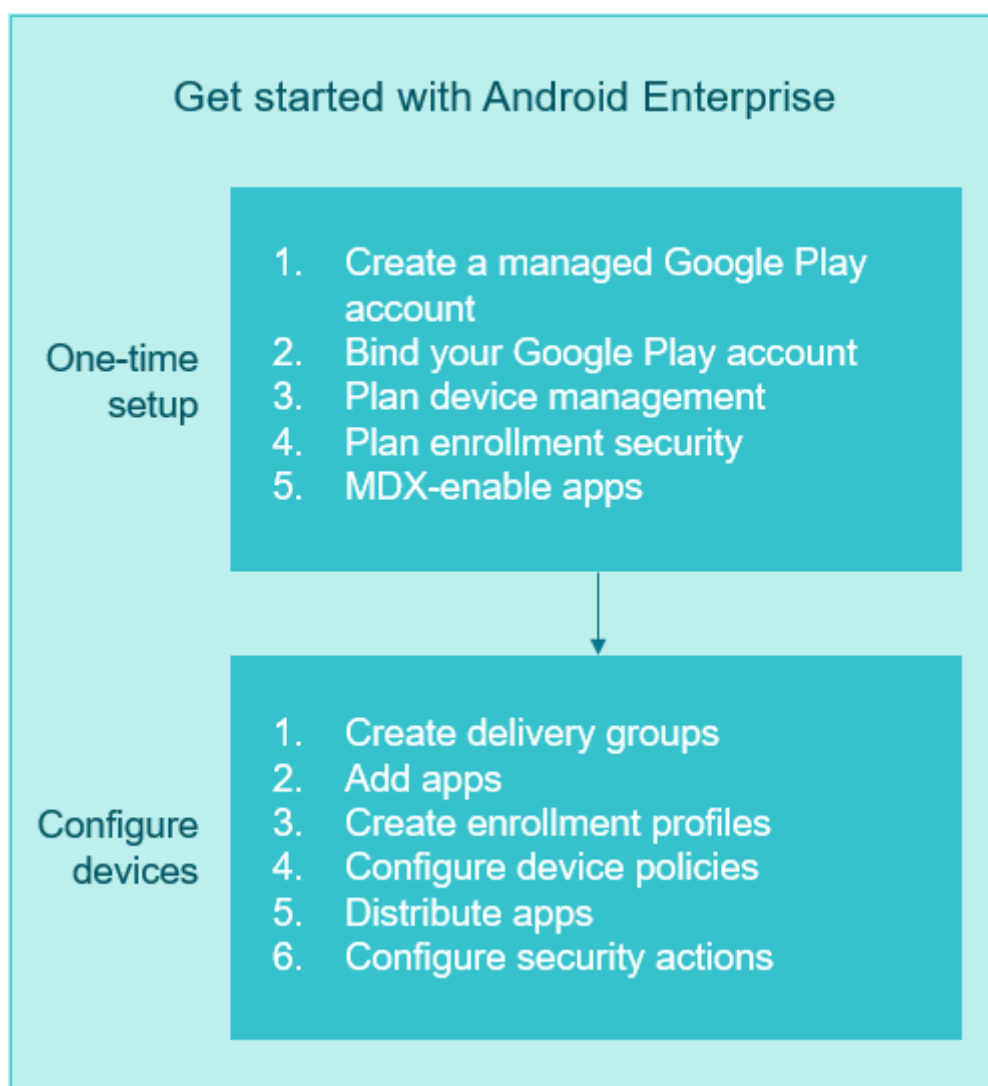 Get started with Android Enterprise
One-time
setup
1. Create a managed Google Play
account
2. Bind your Google Play account
3. Plan device management
4. Plan enrollment security
5. MDX-enable apps
Configure
devices
1. Create delivery groups
2. Add apps
3. Create enrollment profiles
4. Configure device policies
5. Distribute apps
6. Configure security actions